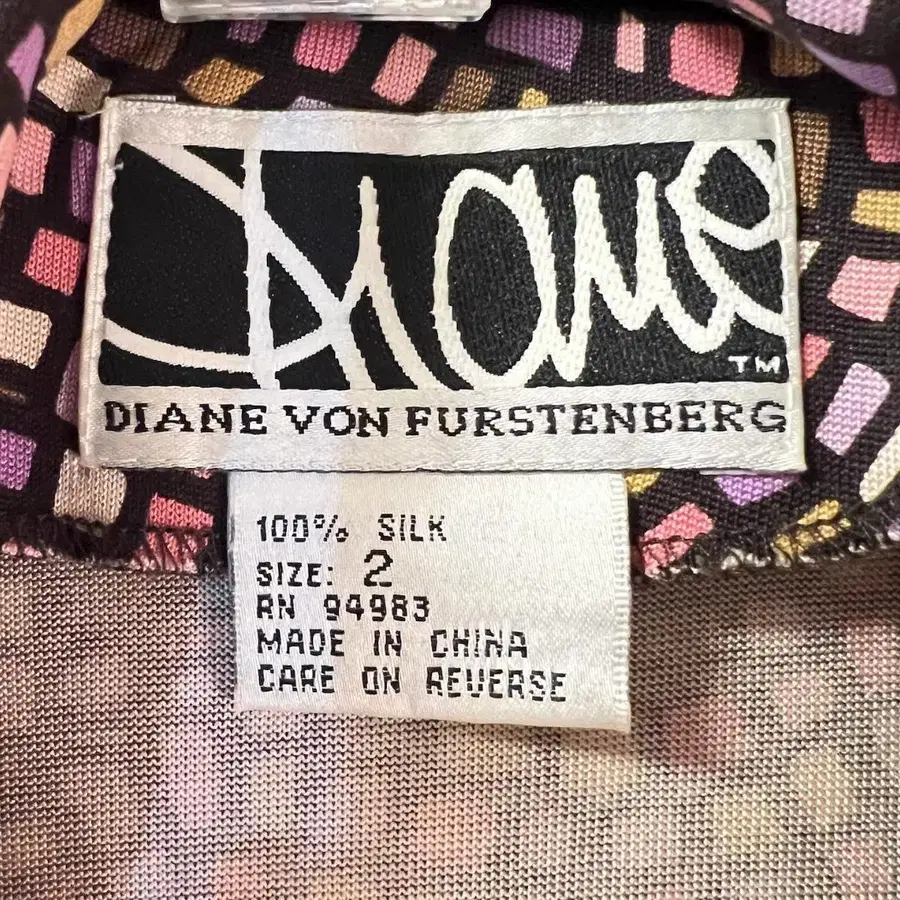 Diane
TM
DIANE VON FURSTENBERG
100% SILK
SIZE: 2
RN 94983
MADE IN CHINA
CARE ON REVERSE